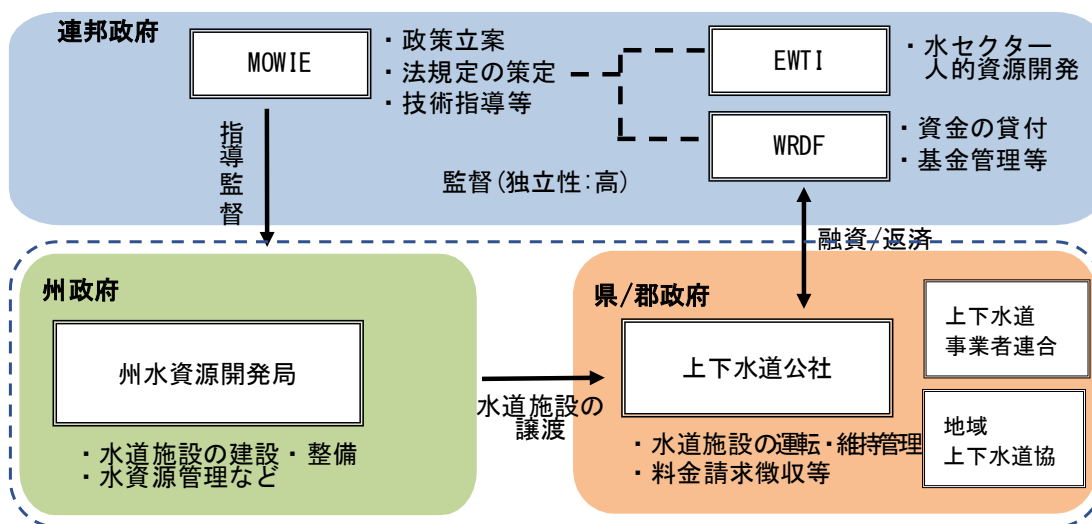 連邦政府
MOWIE
・政策立案
・法規定の策定
・技術指導等
EWTI
・水セクター
人的資源開発
WRDF
・資金の貸付
・基金管理等
指導監督
監督(独立性:高)
融資/返済
州政府
州水資源開発局
・水道施設の建設・整備
・水資源管理など
水道施設の
譲渡
県/郡政府
上下水道公社
・水道施設の運転・維持管理
・料金請求徴収等
上下水道
事業者連合
地域
上下水道協